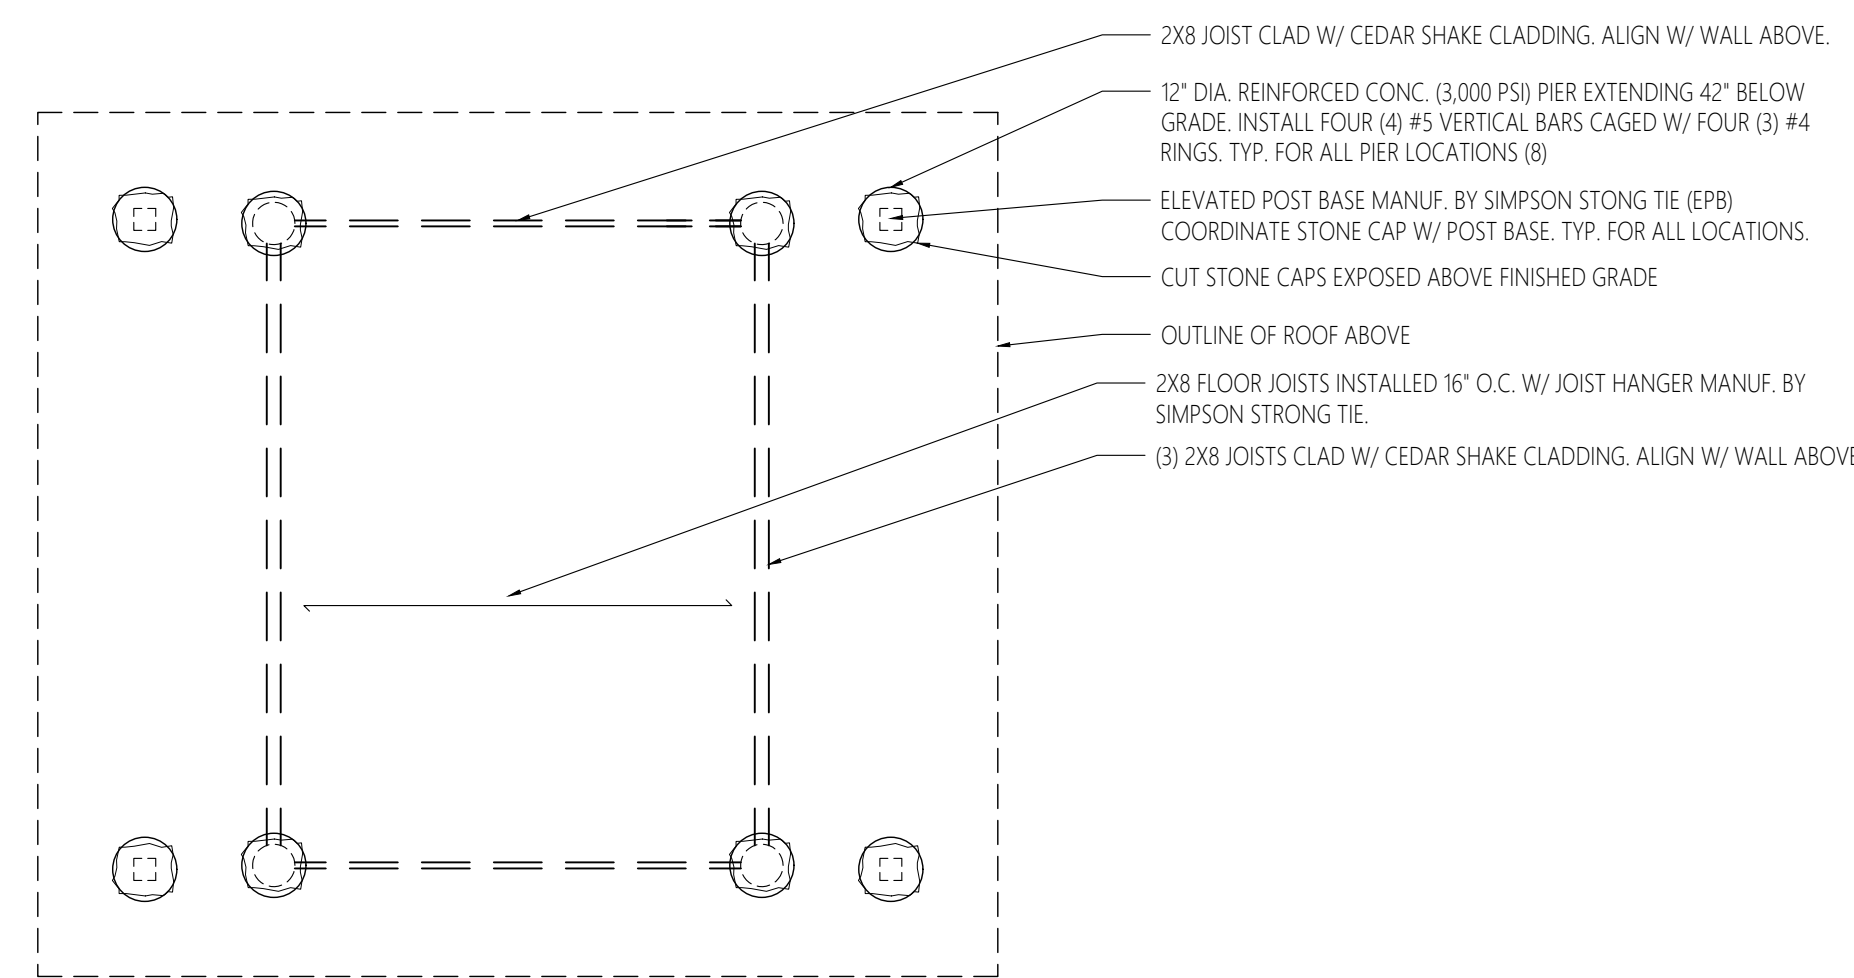 2X8 JOIST CLAD W/ CEDAR SHAKE CLADDING. ALIGN W/ WALL ABOVE.
12" DIA. REINFORCED CONC. (3,000 PSI) PIER EXTENDING 42" BELOW
GRADE. INSTALL FOUR (4) #5 VERTICAL BARS CAGED W/ FOUR (3) #4
RINGS. TYP. FOR ALL PIER LOCATIONS (8)
ELEVATED POST BASE MANUF. BY SIMPSON STONG TIE (EPB)
COORDINATE STONE CAP W/ POST BASE. TYP. FOR ALL LOCATIONS.
CUT STONE CAPS EXPOSED ABOVE FINISHED GRADE
OUTLINE OF ROOF ABOVE
2X8 FLOOR JOISTS INSTALLED 16" O.C. W/ JOIST HANGER MANUF. BY
SIMPSON STRONG TIE.
(3) 2X8 JOISTS CLAD W/ CEDAR SHAKE CLADDING. ALIGN W/ WALL ABOVE